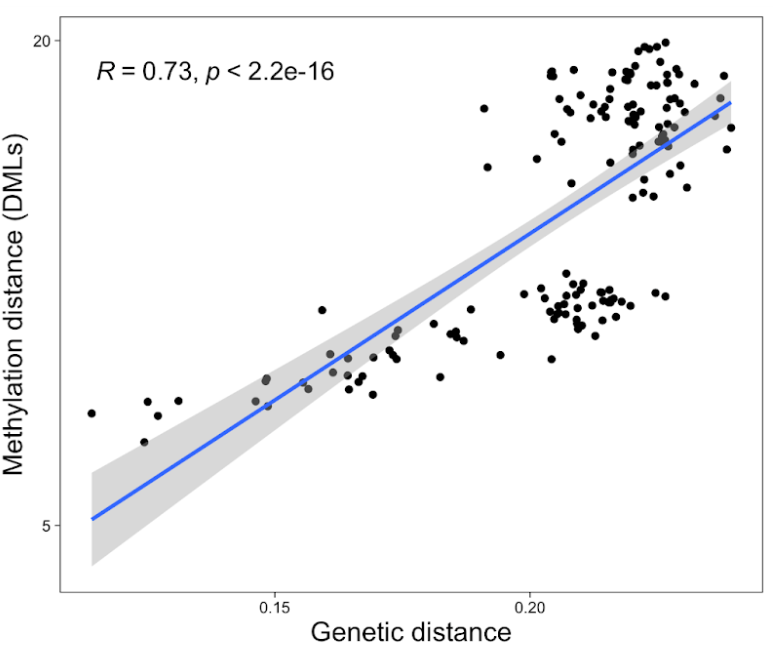 20
R = 0.73, p < 2.2e-16
Methylation distance (DMLs)
5
0.15
0.20
Genetic distance